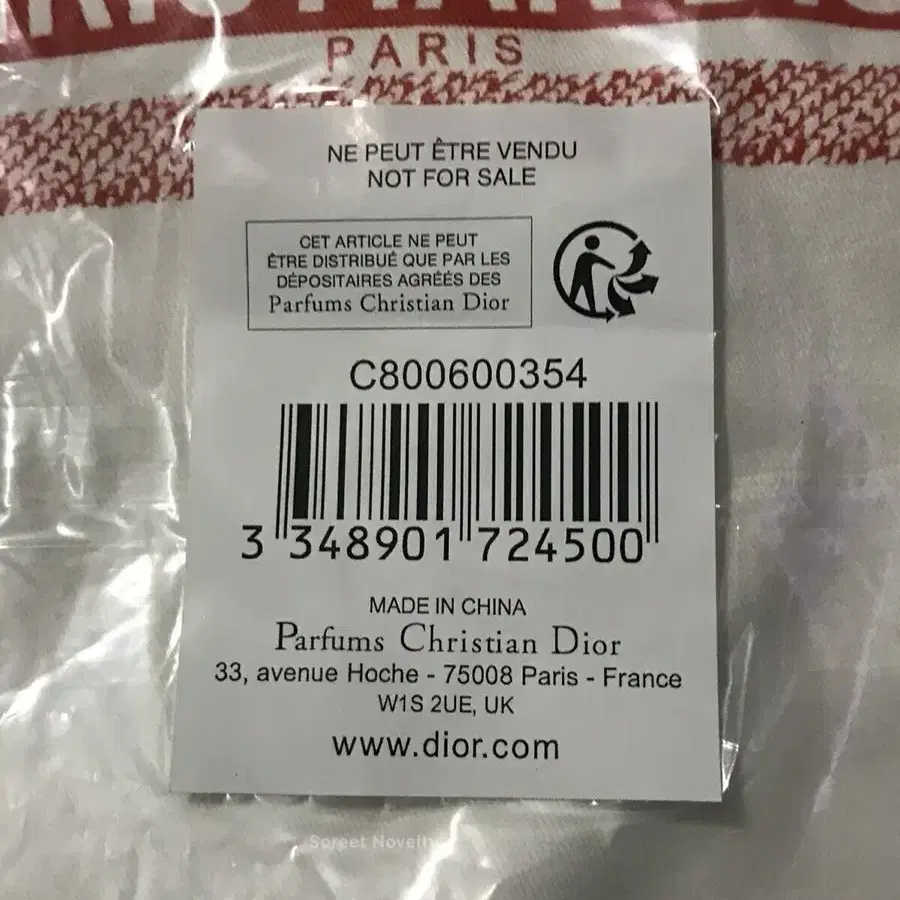 PARIS
NE PEUT ÊTRE VENDU
NOT FOR SALE
CET ARTICLE NE PEUT
ÊTRE DISTRIBUÉ QUE PAR LES
DÉPOSITAIRES AGRÉÉS DES
Parfums Christian Dior
C800600354
3 348901 724500
MADE IN CHINA
Parfums Christian Dior
33, avenue Hoche - 75008 Paris - France
W1S 2UE, UK
www.dior.com